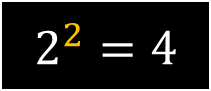 2² = 4